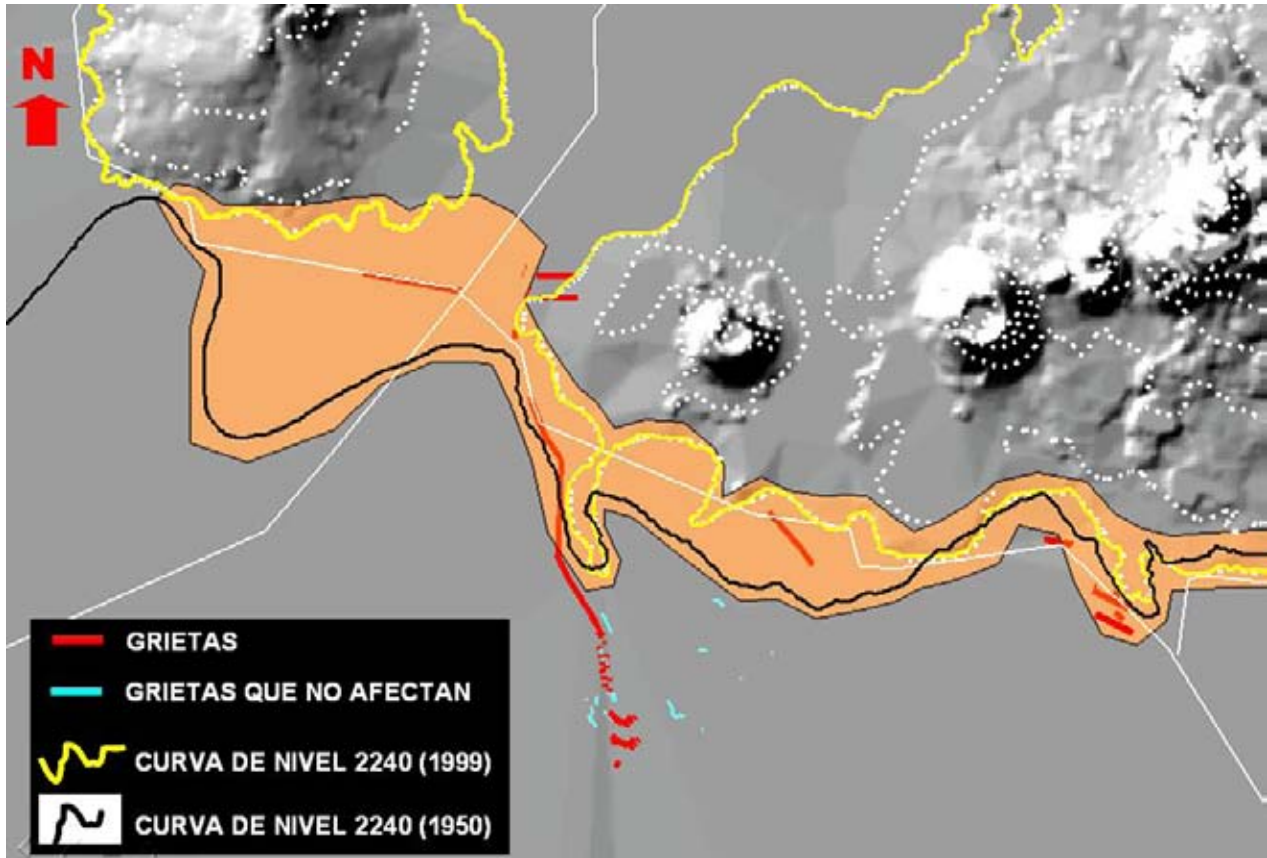 N
GRIETAS
GRIETAS QUE NO AFECTAN
CURVA DE NIVEL 2240 (1999)
CURVA DE NIVEL 2240 (1950)